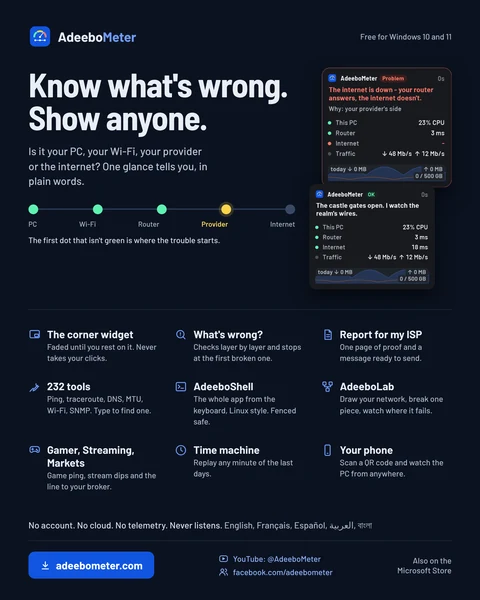 AdeeboMeter
Free for Windows 10 and 11
Know what's wrong.
Show anyone.
Is it your PC, your Wi-Fi, your provider
or the internet? One glance tells you, in
plain words.
PC
Wi-Fi
Router
Provider
Internet
The first dot that isn't green is where the trouble starts.
AdeeboMeter Problem 0s
The internet is down - your router
answers, the internet doesn't.
Why: your provider's side
This PC 23% CPU
Router 3 ms
Internet -
Traffic ↓ 48 Mb/s ↑ 12 Mb/s
today ↓ 0 MB ↑ 0 MB
0 / 500 GB
AdeeboMeter OK 0s
The castle gates open. I watch the
realm's wires.
This PC 23% CPU
Router 3 ms
Internet 18 ms
Traffic ↓ 48 Mb/s ↑ 12 Mb/s
today ↓ 0 MB ↑ 0 MB
0 / 500 GB
The corner widget
Faded until you rest on it. Never
takes your clicks.
What's wrong?
Checks layer by layer and stops
at the first broken one.
Report for my ISP
One page of proof and a
message ready to send.
232 tools
Ping, traceroute, DNS, MTU,
Wi-Fi, SNMP. Type to find one.
AdeeboShell
The whole app from the
keyboard, Linux style. Fenced
safe.
AdeeboLab
Draw your network, break one
piece, watch where it fails.
Gamer, Streaming,
Markets
Game ping, stream dips and the
line to your broker.
Time machine
Replay any minute of the last
days.
Your phone
Scan a QR code and watch the
PC from anywhere.
No account. No cloud. No telemetry. Never listens. English, Français, Español, العربية, বাংলা
adeebometer.com
YouTube: @AdeeboMeter
facebook.com/adeebometer
Also on the
Microsoft Store